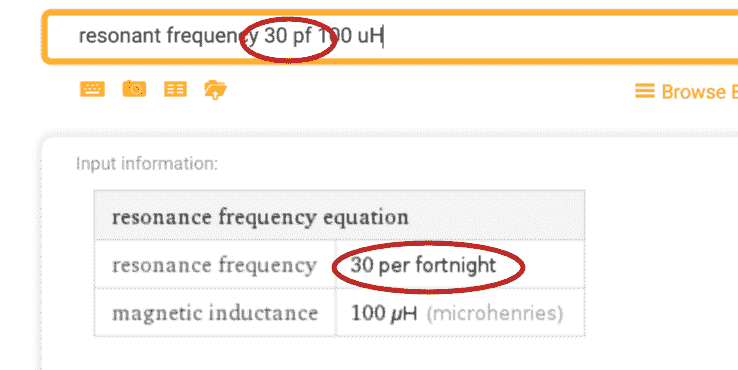 resonant frequency 30 pf 100 uH
Browse E
Input information:
resonance frequency equation
resonance frequency 30 per fortnight
magnetic inductance 100 μH (microhenries)